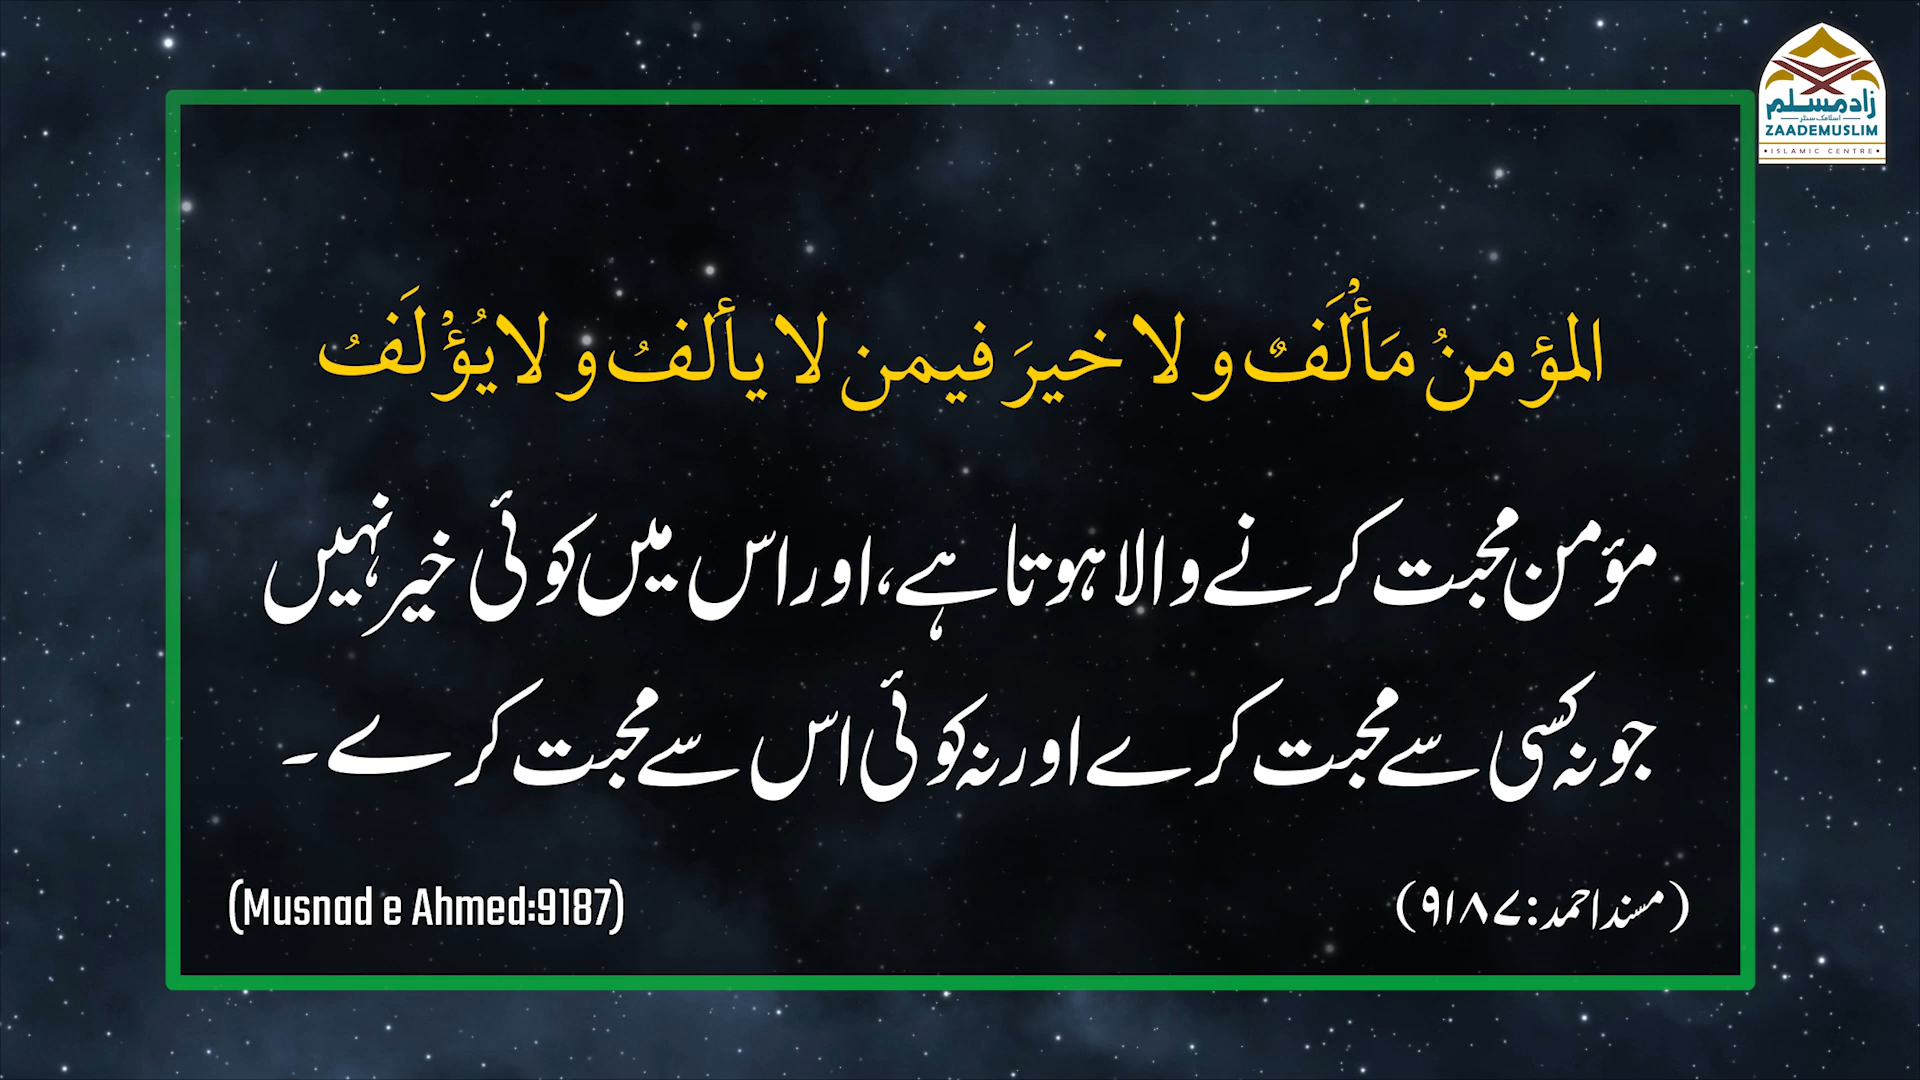 زاد مسلم
اسلامک سنٹر
ZAADEMUSLIM
ISLAMIC CENTRE
المؤمنُ مَأْلَفٌ ولا خيرَ فيمن لا يألفُ ولا يُؤْلَفُ
مؤمن محبت کرنے والا ہوتا ہے، اور اس میں کوئی خیر نہیں
جو نہ کسی سے محبت کرے اور نہ کوئی اس سے محبت کرے۔
(Musnad e Ahmed:9187)
(مسند احمد: ۹۱۸۷)